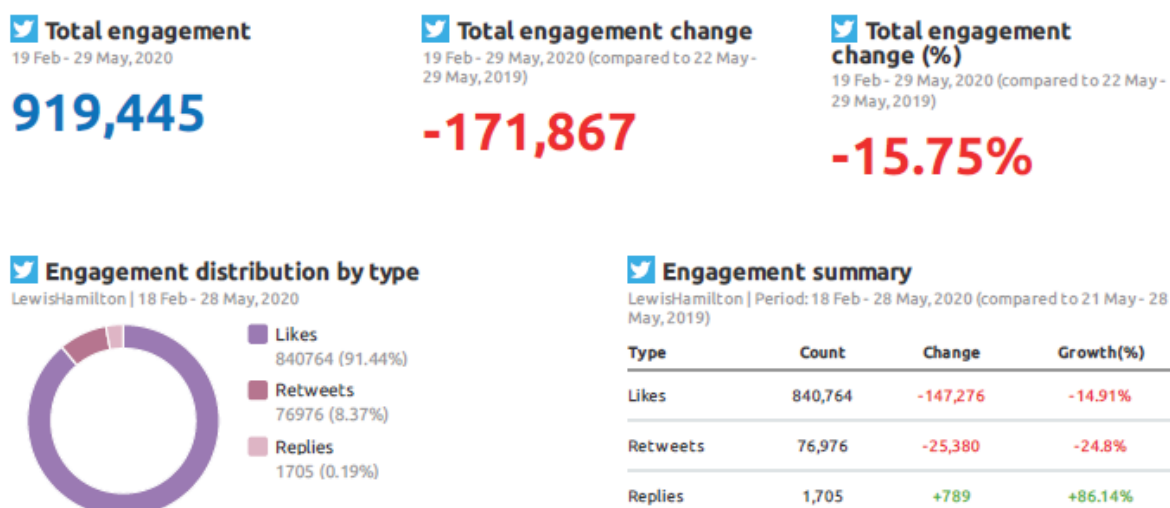 Total engagement
19 Feb - 29 May, 2020
919,445
Total engagement change
19 Feb - 29 May, 2020 (compared to 22 May -
29 May, 2019)
-171,867
Total engagement
change (%)
19 Feb - 29 May, 2020 (compared to 22 May -
29 May, 2019)
-15.75%
Engagement distribution by type
LewisHamilton | 18 Feb - 28 May, 2020
Likes
840764 (91.44%)
Retweets
76976 (8.37%)
Replies
1705 (0.19%)
Engagement summary
LewisHamilton | Period: 18 Feb - 28 May, 2020 (compared to 21 May - 28
May, 2019)
Type Count Change Growth(%)
Likes 840,764 -147,276 -14.91%
Retweets 76,976 -25,380 -24.8%
Replies 1,705 +789 +86.14%